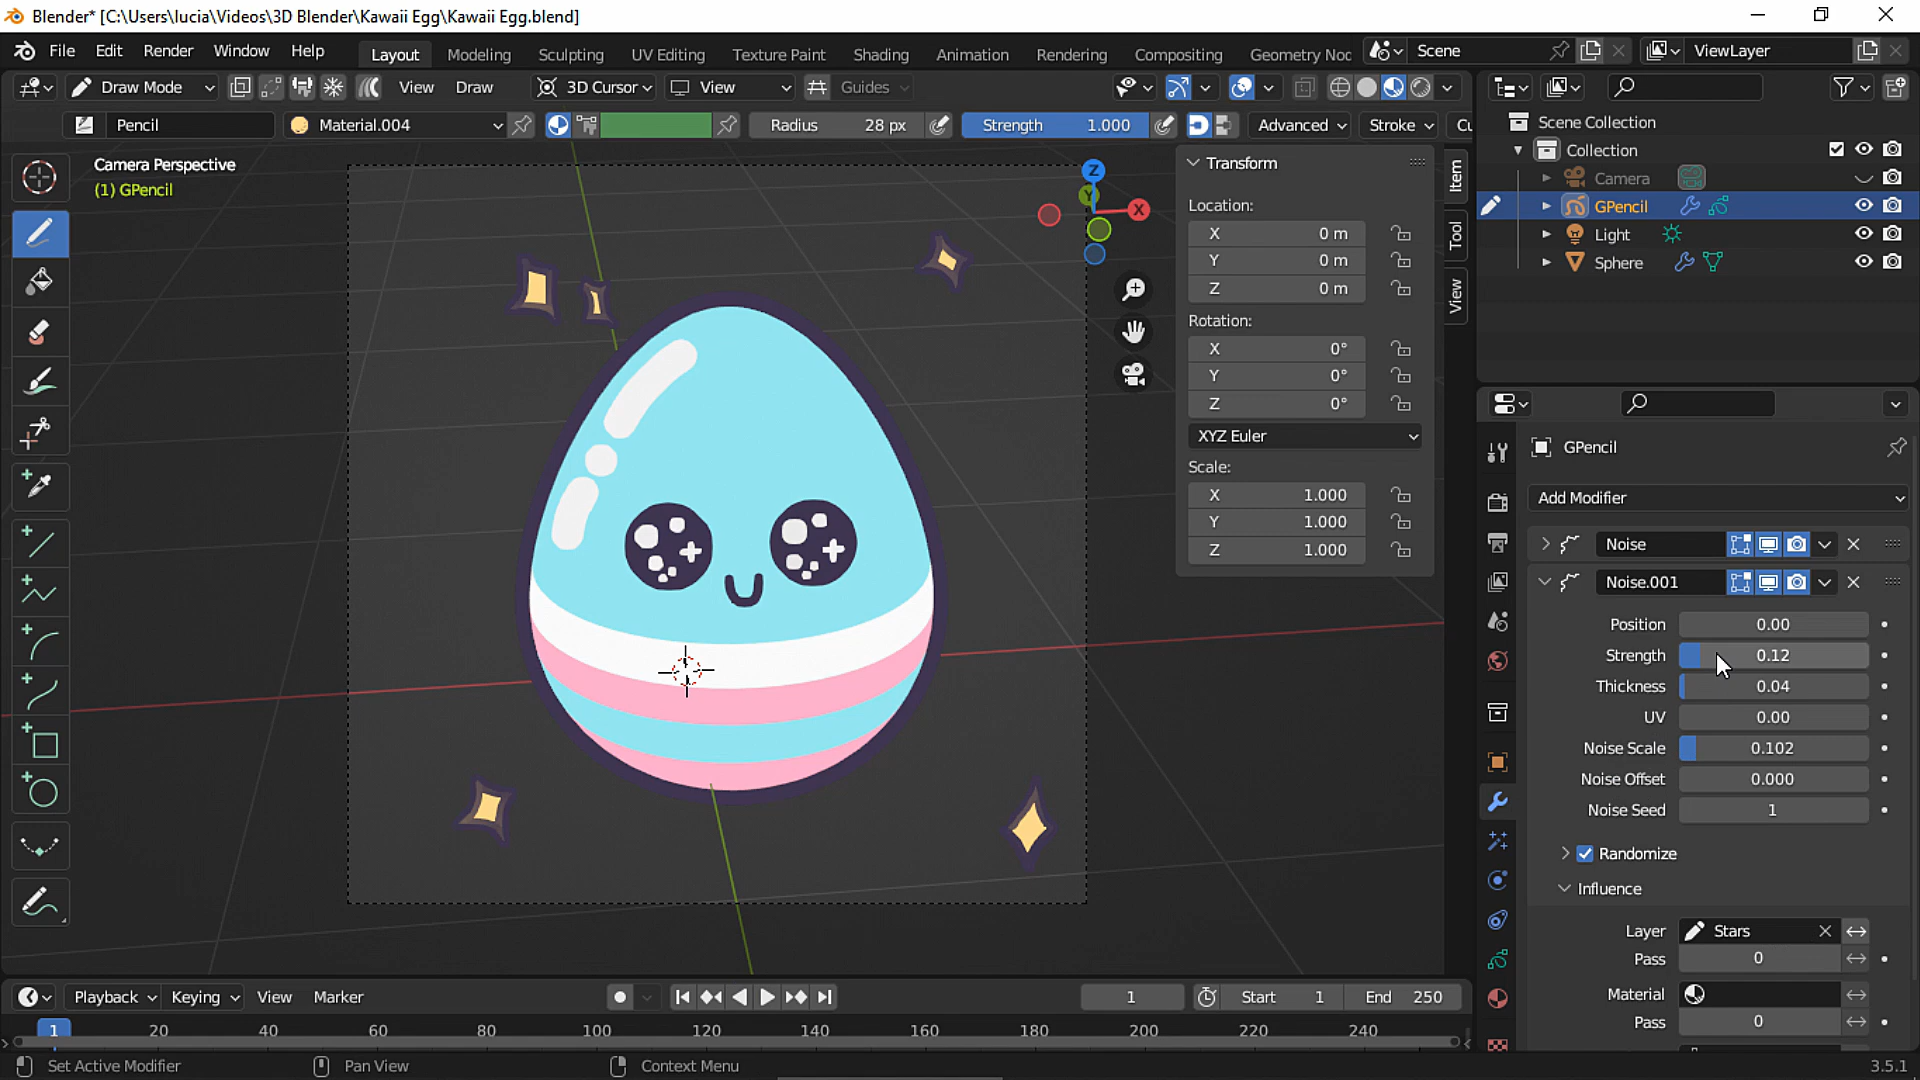 Blender* [C:\Users\lucia\Videos\3D Blender\Kawaii Egg\Kawaii Egg.blend]
File Edit Render Window Help Layout Modeling Sculpting UV Editing Texture Paint Shading Animation Rendering Compositing Geometry Noc Scene ViewLayer
Draw Mode View Draw 3D Cursor View Guides
Pencil Material.004 Radius 28 px Strength 1.000 Advanced Stroke Cu
Camera Perspective
(1) GPencil
Z
Y
X
Transform
Location:
X 0 m
Y 0 m
Z 0 m
Rotation:
X 0°
Y 0°
Z 0°
XYZ Euler
Scale:
X 1.000
Y 1.000
Z 1.000
Item
Tool
View
Scene Collection
Collection
Camera
GPencil
Light
Sphere
GPencil
Add Modifier
Noise
Noise.001
Position 0.00
Strength 0.12
Thickness 0.04
UV 0.00
Noise Scale 0.102
Noise Offset 0.000
Noise Seed 1
Randomize
Influence
Layer Stars
Pass 0
Material
Pass 0
Playback Keying View Marker 1 Start 1 End 250
1 20 40 60 80 100 120 140 160 180 200 220 240
Set Active Modifier Pan View Context Menu 3.5.1